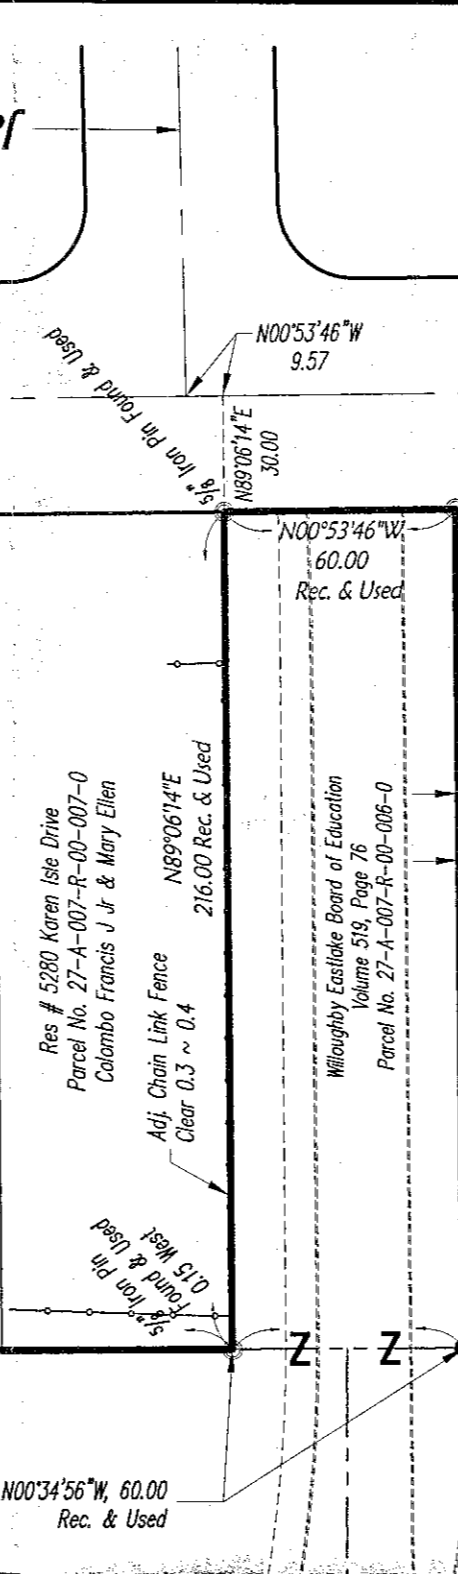 N00°53'46"W
9.57
5/8" Iron Pin Found & Used
N89°06'14"E
30.00
N00°53'46"W
60.00
Rec. & Used
N89°06'14"E
216.00 Rec. & Used
Res # 5280 Karen Isle Drive
Parcel No. 27-A-007-R-00-007-0
Colombo Francis J Jr & Mary Ellen
Willoughby Eastlake Board of Education
Volume 519, Page 76
Parcel No. 27-A-007-R-00-006-0
Adj. Chain Link Fence
Clear 0.3 ~ 0.4
5/8" Iron Pin
Found & Used
0.15 West
Z Z
N00°34'56"W, 60.00
Rec. & Used